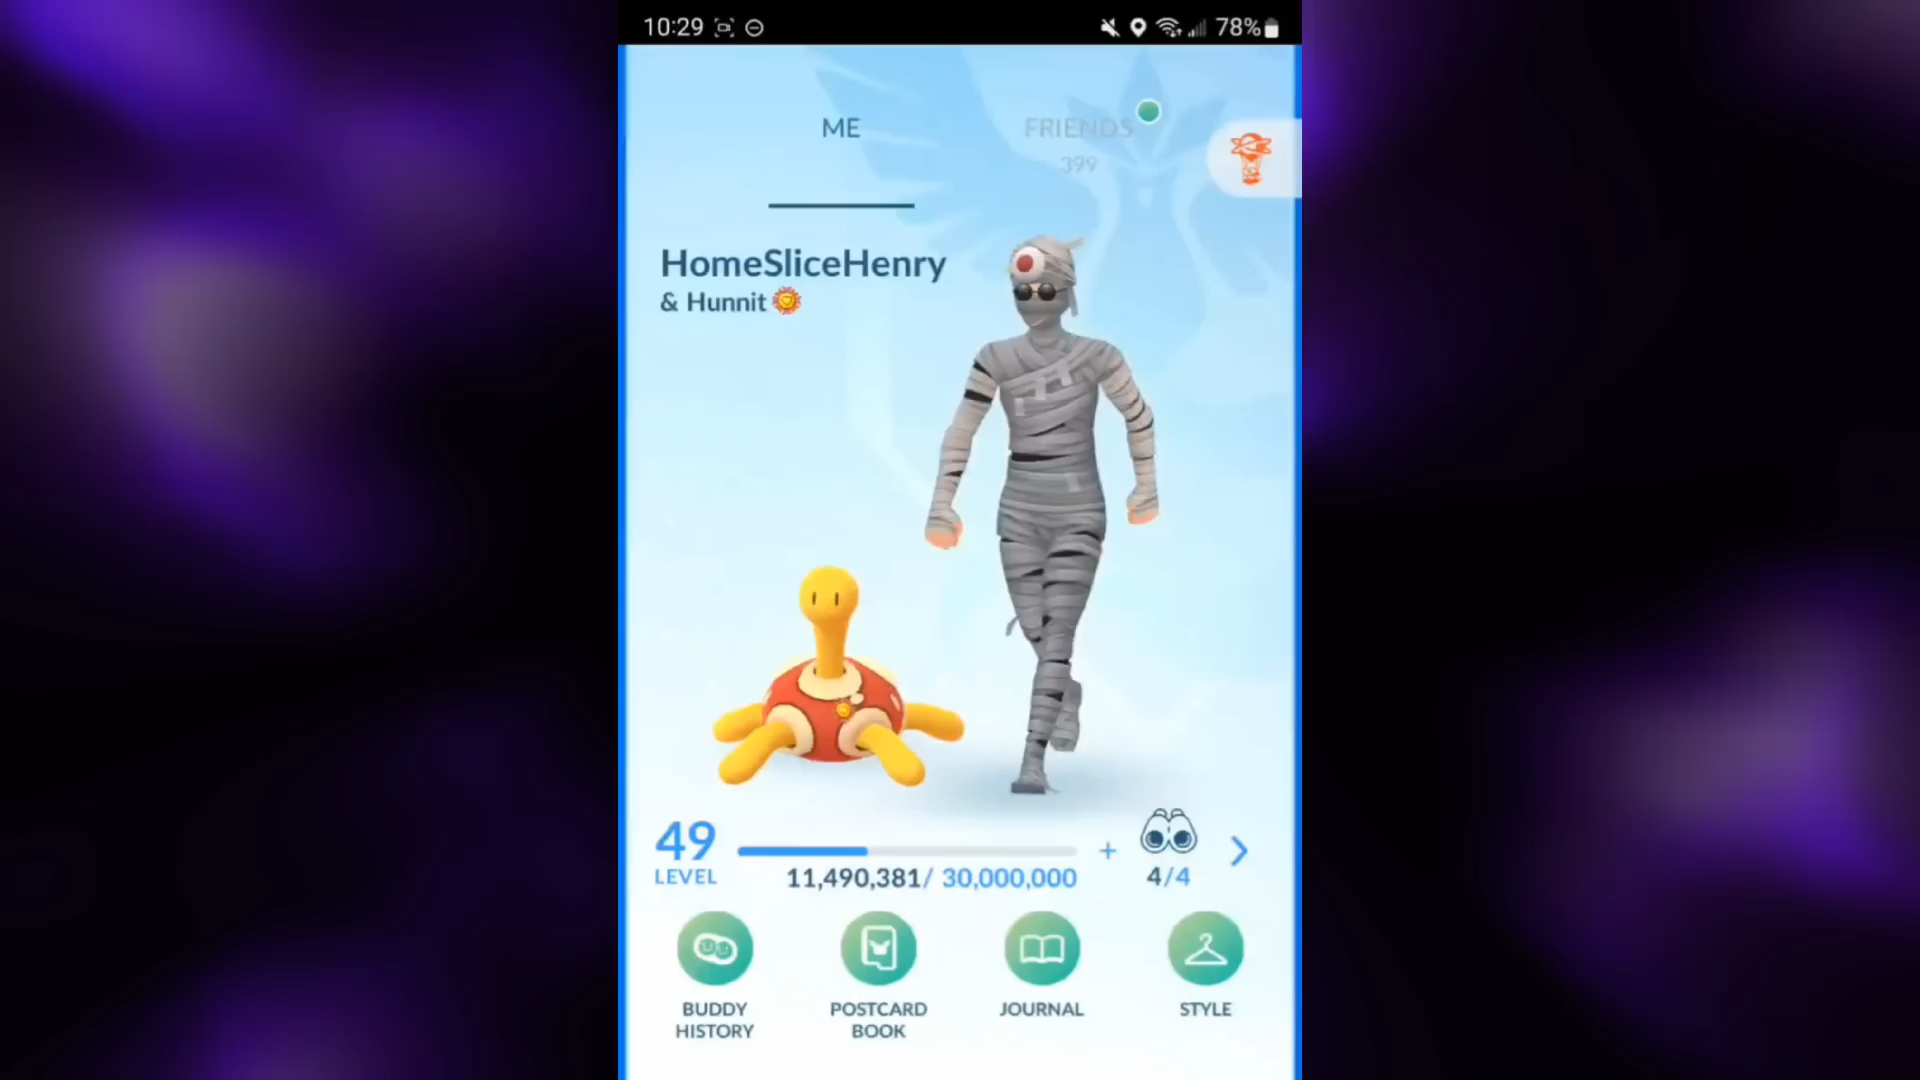 10:29
78%
ME
FRIENDS
399
HomeSliceHenry
& Hunnit
49
LEVEL
11,490,381/ 30,000,000
+
4/4
BUDDY
HISTORY
POSTCARD
BOOK
JOURNAL
STYLE